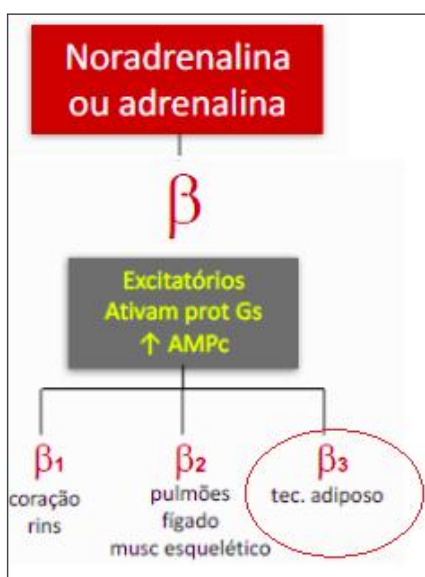 Noradrenalina
ou adrenalina
β
Excitatórios
Ativam prot Gs
↑ AMPc
β1
coração
rins
β2
pulmões
fígado
musc esquelético
β3
tec. adiposo